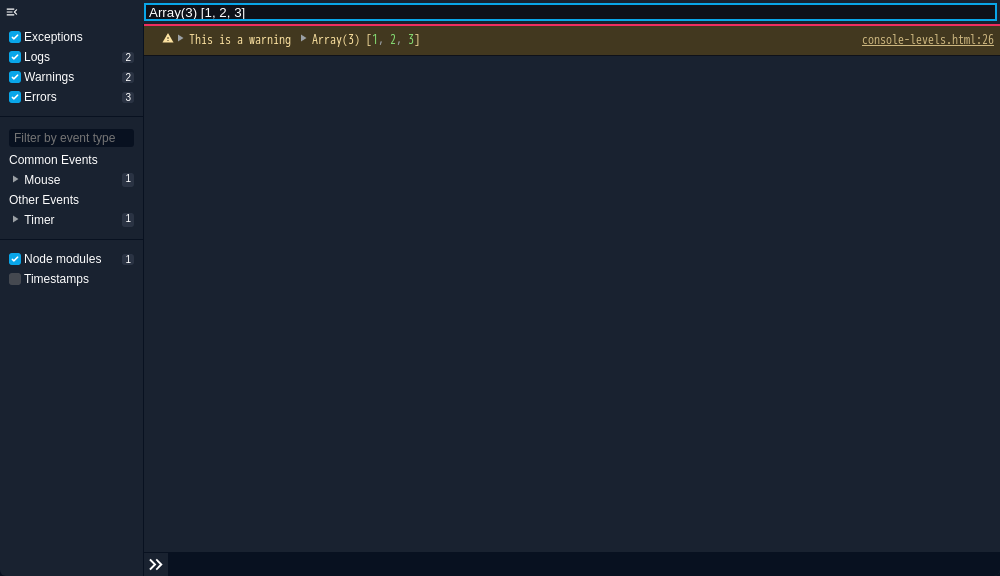 Array(3) [1, 2, 3]
Exceptions
Logs 2
Warnings 2
Errors 3
Filter by event type
Common Events
Mouse 1
Other Events
Timer 1
Node modules 1
Timestamps
This is a warning Array(3) [1, 2, 3] console-levels.html:26